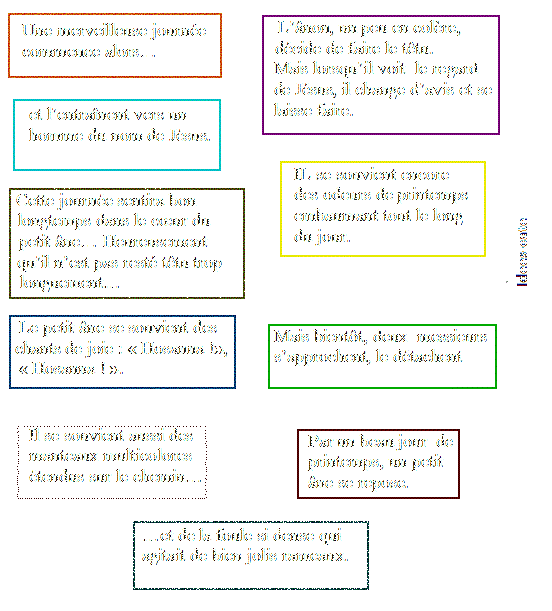 Une merveilleuse journée
commence alors. .
L'ânon, un peu en colère,
décide de faire le têtu.
Mais lorsqu'il voit le regard
de Jésus, il change d'avis et se
laisse faire.
et l'entraînent vers un
homme du nom de Jésus.
IL se souvient encore
des odeurs de printemps
embaumant tout le long
du jour.
Cette journée sentira bon
longtemps dans le cœur du
petit âne. . Heureusement
qu'il n'est pas resté têtu trop
longuement...
Le petit âne se souvient des
chants de joie : « Hosanna !»,
« Hosanna ! ».
Mais bientôt, deux messieurs
s'approchent, le détachent
Il se souvient aussi des
manteaux multicolores
étendus sur le chemin...
Par un beau jour de
printemps, un petit
âne se repose.
...et de la foule si dense qui
agitait de bien jolis rameaux.